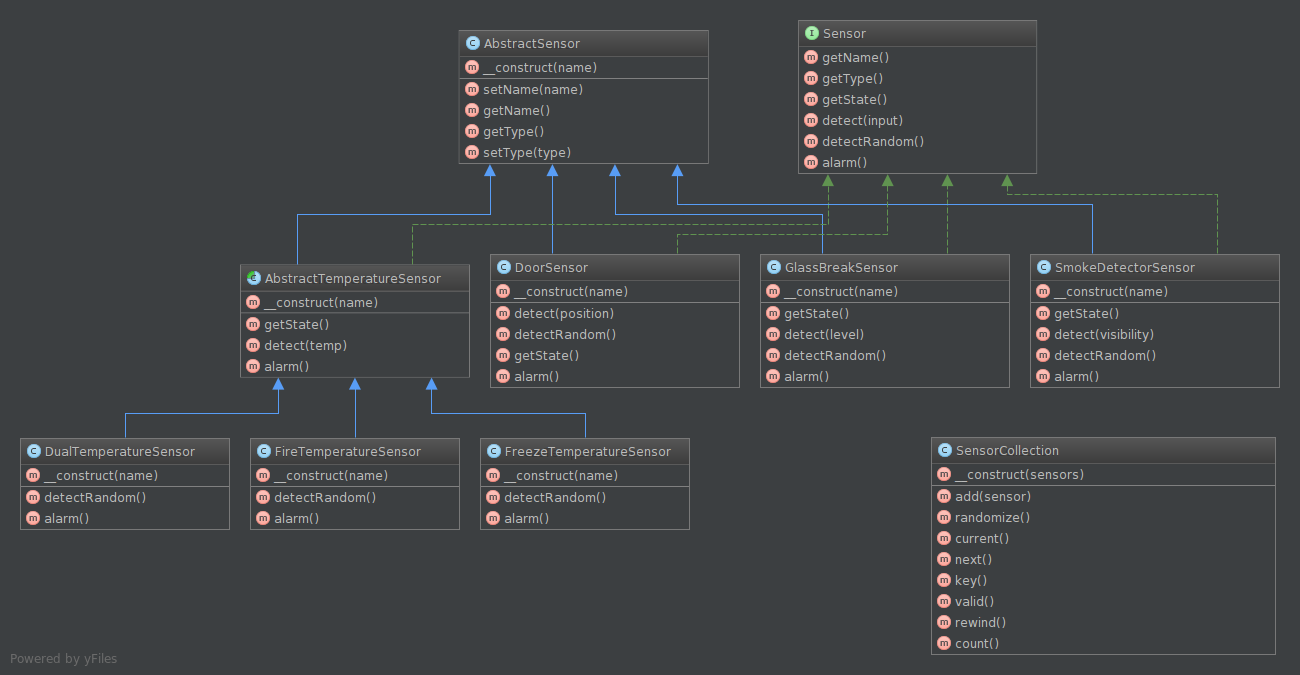 AbstractSensor
__construct(name)
setName(name)
getName()
getType()
setType(type)
Sensor
getName()
getType()
getState()
detect(input)
detectRandom()
alarm()
AbstractTemperatureSensor
__construct(name)
getState()
detect(temp)
alarm()
DoorSensor
__construct(name)
detect(position)
detectRandom()
getState()
alarm()
GlassBreakSensor
__construct(name)
getState()
detect(level)
detectRandom()
alarm()
SmokeDetectorSensor
__construct(name)
getState()
detect(visibility)
detectRandom()
alarm()
DualTemperatureSensor
__construct(name)
detectRandom()
alarm()
FireTemperatureSensor
__construct(name)
detectRandom()
alarm()
FreezeTemperatureSensor
__construct(name)
detectRandom()
alarm()
SensorCollection
__construct(sensors)
add(sensor)
randomize()
current()
next()
key()
valid()
rewind()
count()
Powered by yFiles